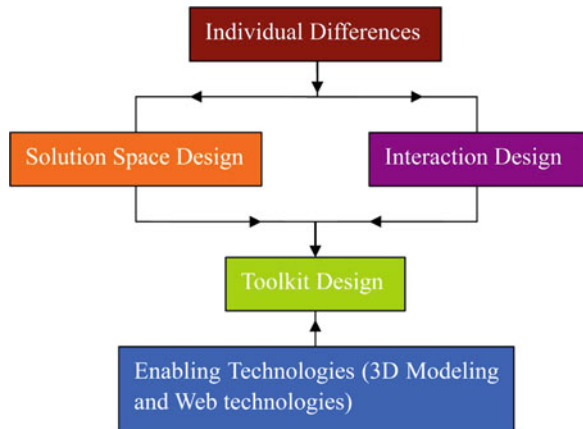 Individual Differences
Solution Space Design
Interaction Design
Toolkit Design
Enabling Technologies (3D Modeling
and Web technologies)